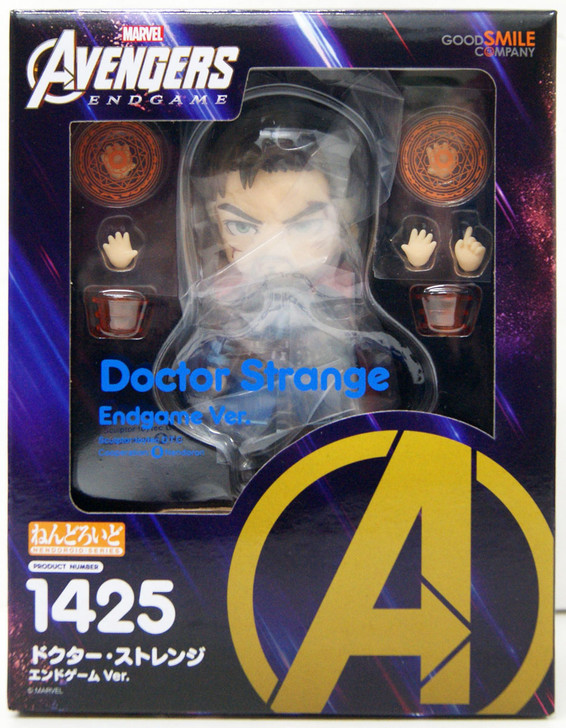 MARVEL
AVENGERS
ENDGAME
GOOD SMILE
COMPANY
Doctor Strange
Endgame Ver.
ねんどろいど
NENDOROID SERIES
PRODUCT NUMBER
1425
ドクター・ストレンジ
エンドゲーム Ver.
© MARVEL